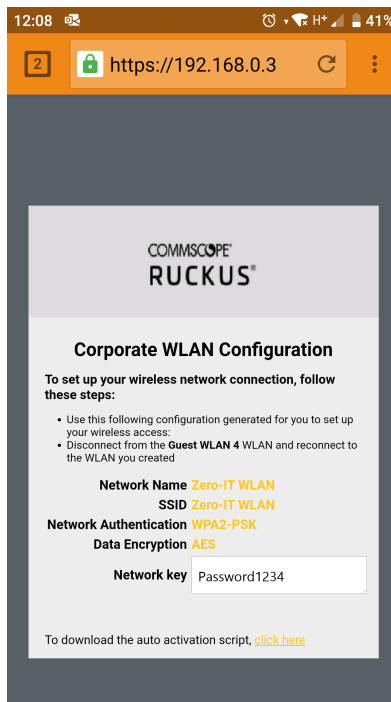 12:08 H+ 41%
2 https://192.168.0.3
COMMSCOPE®
RUCKUS®
Corporate WLAN Configuration
To set up your wireless network connection, follow
these steps:
• Use this following configuration generated for you to set up
your wireless access:
• Disconnect from the Guest WLAN 4 WLAN and reconnect to
the WLAN you created
Network Name Zero-IT WLAN
SSID Zero-IT WLAN
Network Authentication WPA2-PSK
Data Encryption AES
Network key Password1234
To download the auto activation script, click here